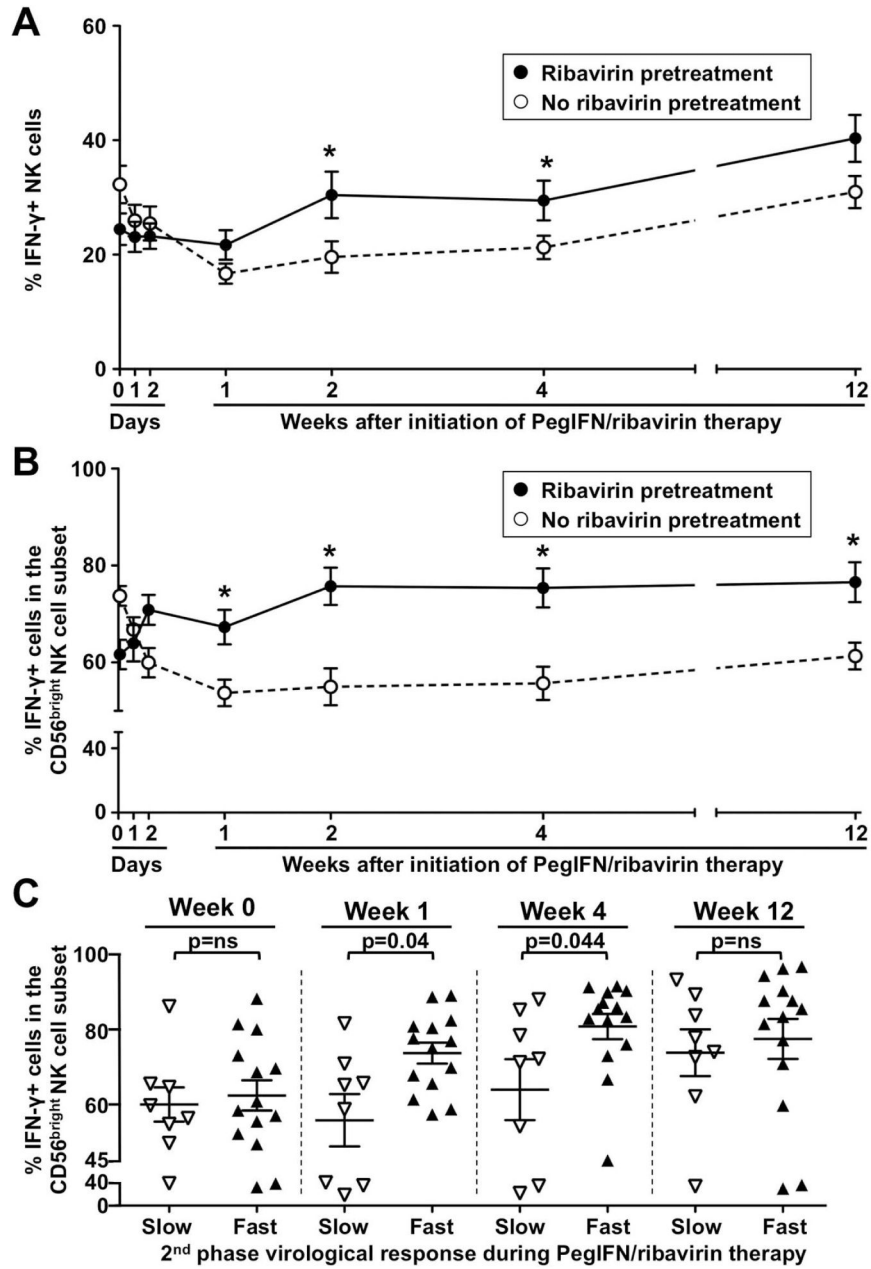 A
60
40
20
0
% IFN-γ+ NK cells
Ribavirin pretreatment
No ribavirin pretreatment
*
*
0 1 2 1 2 4 12
Days Weeks after initiation of PegIFN/ribavirin therapy
B
100
80
60
40
0
% IFN-γ+ cells in the
CD56bright NK cell subset
Ribavirin pretreatment
No ribavirin pretreatment
* * * *
0 1 2 1 2 4 12
Days Weeks after initiation of PegIFN/ribavirin therapy
C
Week 0 Week 1 Week 4 Week 12
p=ns p=0.04 p=0.044 p=ns
100
80
60
45
40
0
% IFN-γ+ cells in the
CD56bright NK cell subset
Slow Fast Slow Fast Slow Fast Slow Fast
2nd phase virological response during PegIFN/ribavirin therapy